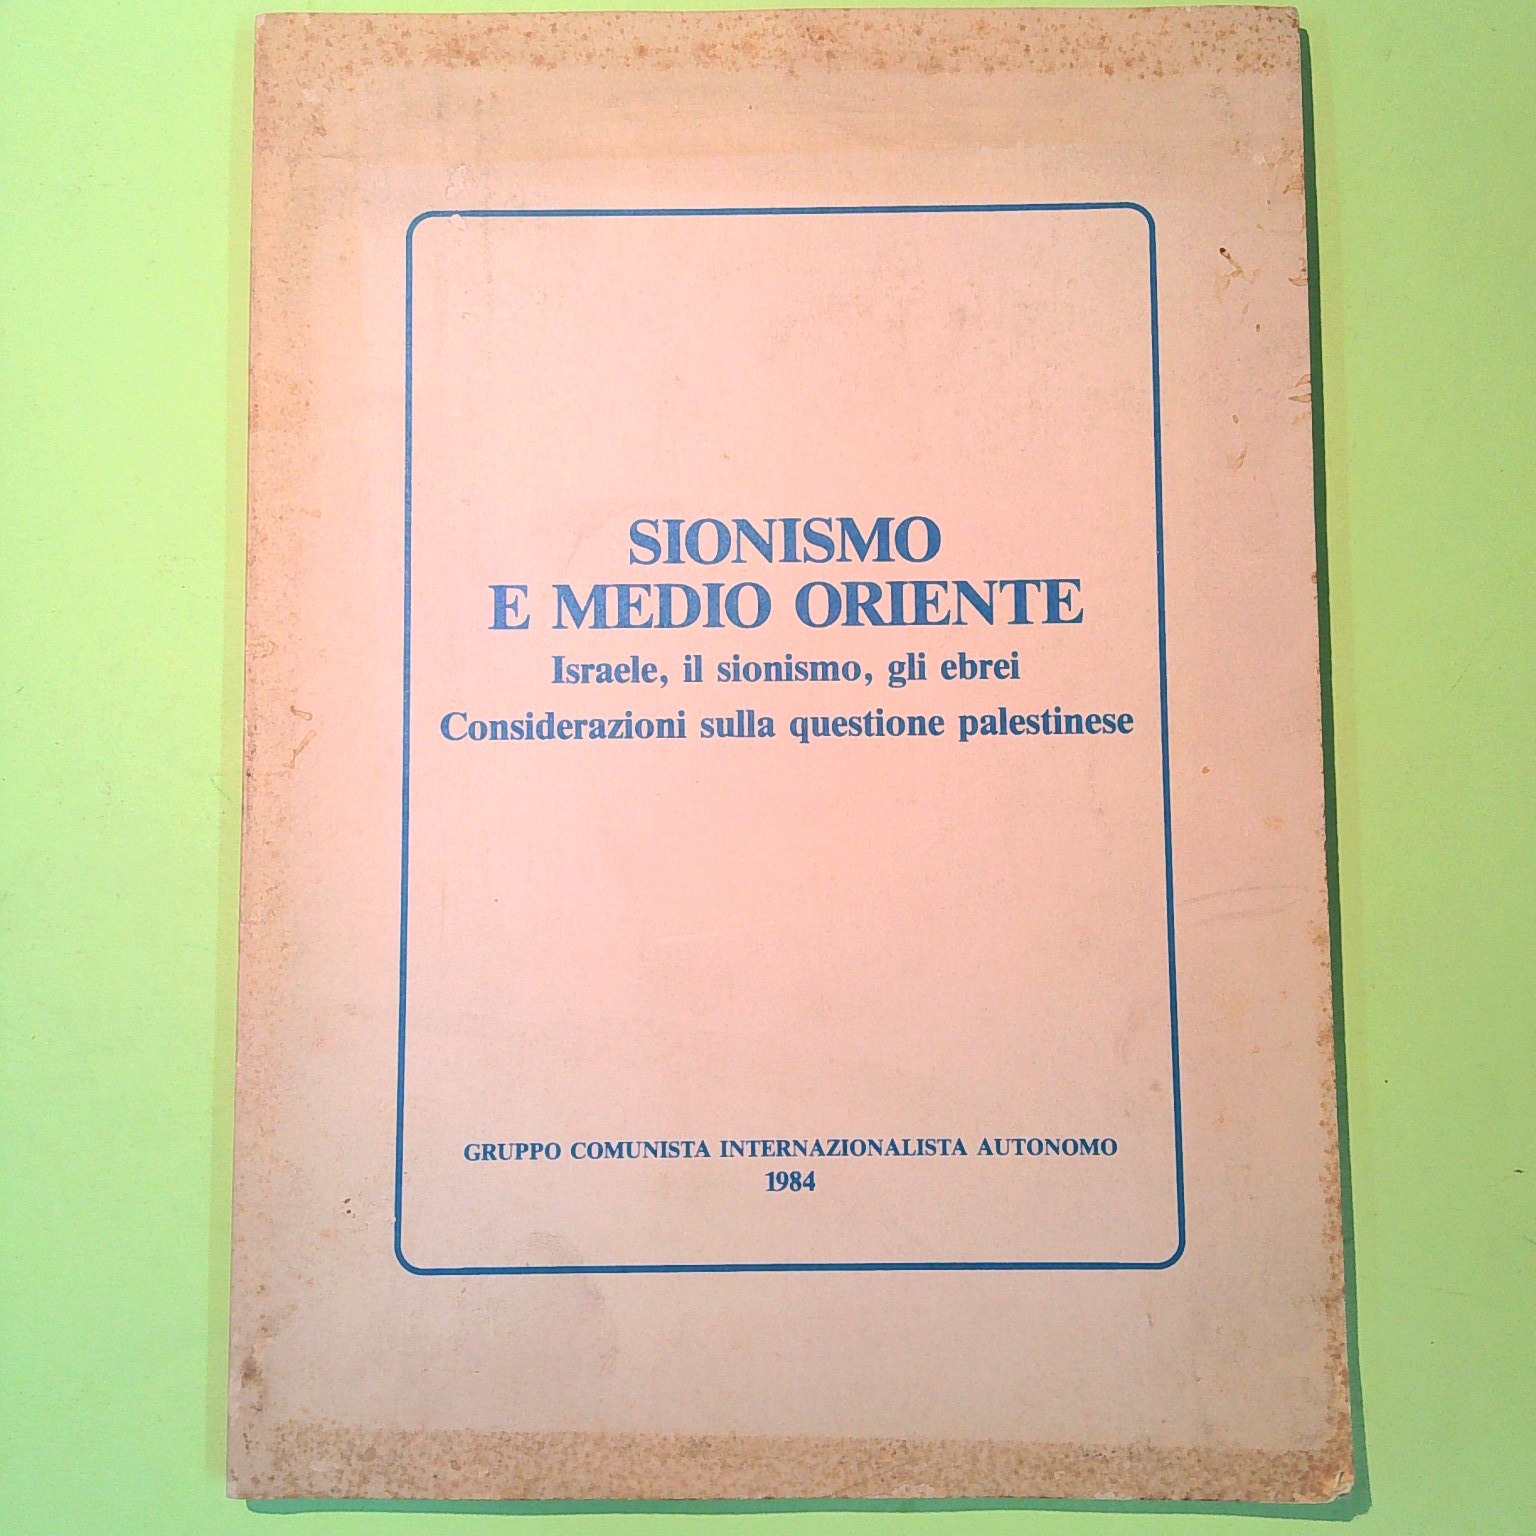 SIONISMO
E MEDIO ORIENTE
Israele, il sionismo, gli ebrei
Considerazioni sulla questione palestinese
GRUPPO COMUNISTA INTERNAZIONALISTA AUTONOMO
1984